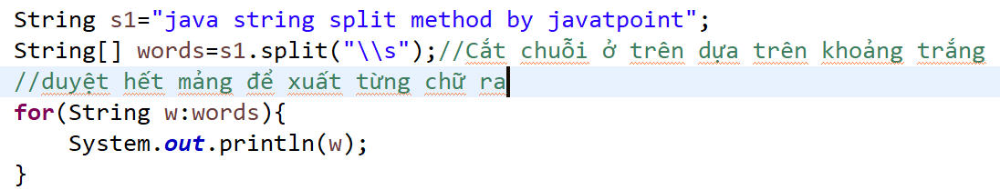 String s1="java string split method by javatpoint";
String[] words=s1.split("\\s");//Cắt chuỗi ở trên dựa trên khoảng trắng
//duyệt hết mảng để xuất từng chữ ra
for(String w:words){
    System.out.println(w);
}